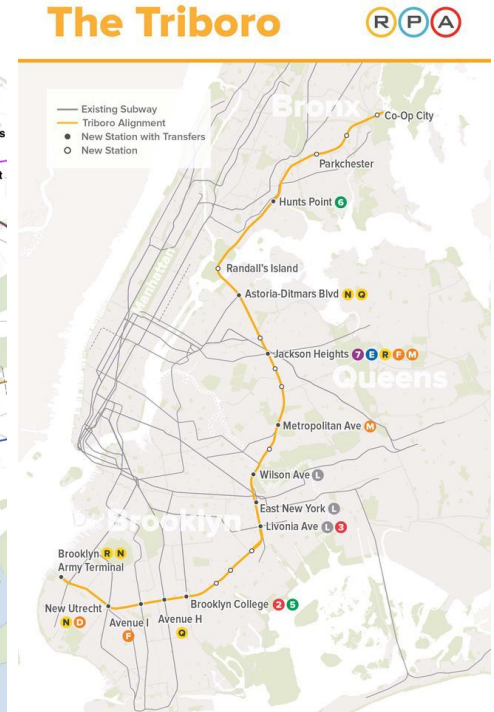 The Triboro
R P A
Existing Subway
Triboro Alignment
New Station with Transfers
New Station
Bronx
Co-Op City
Parkchester
Hunts Point 6
Manhattan
Randall's Island
Astoria-Ditmars Blvd N Q
Jackson Heights 7 E R F M
Queens
Metropolitan Ave M
Wilson Ave L
East New York L
Brooklyn
Livonia Ave L 3
Brooklyn R N
Army Terminal
Brooklyn College 2 5
New Utrecht
N D
Avenue I
F
Avenue H
Q
s
t